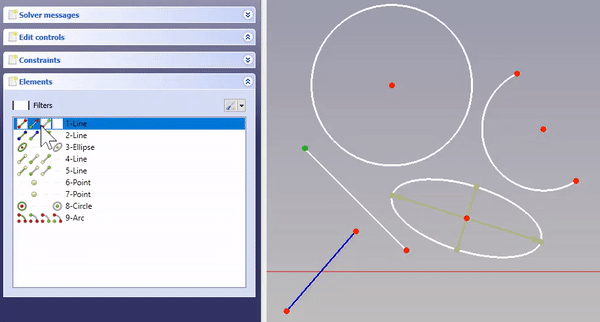 Solver messages
Edit controls
Constraints
Elements
Filters
1-Line
2-Line
3-Ellipse
4-Line
5-Line
6-Point
7-Point
8-Circle
9-Arc